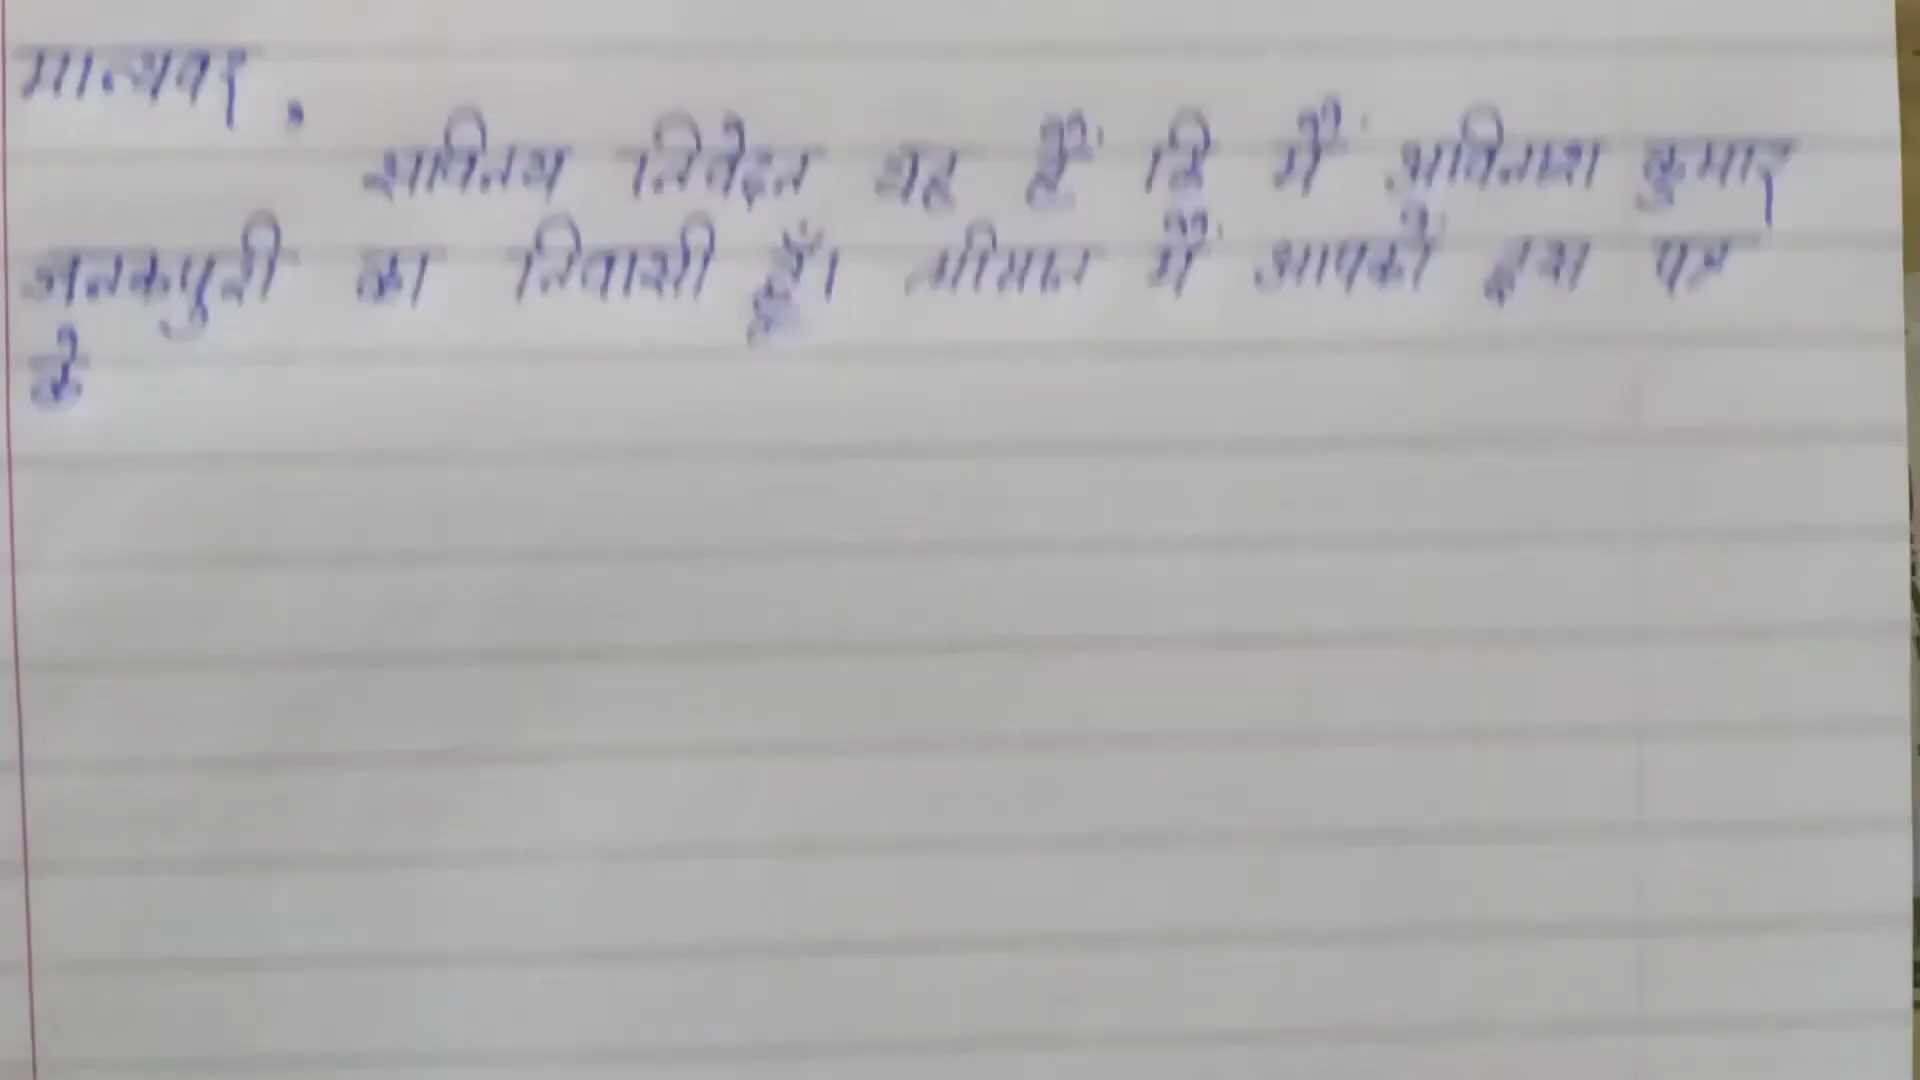 मान्यवर,
सविनय निवेदन यह हैं कि मैं अविनाश कुमार
जनकपुरी का निवासी हूँ। श्रीमान मैं आपको इस पत्र
के